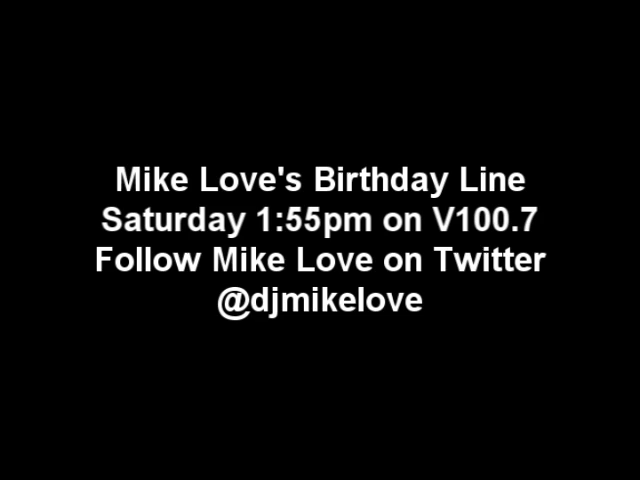 Mike Love's Birthday Line
Saturday 1:55pm on V100.7
Follow Mike Love on Twitter
@djmikelove